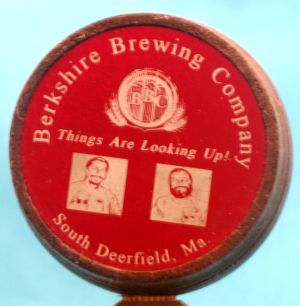 Berkshire Brewing Company
BBC
Things Are Looking Up!
South Deerfield, Ma.